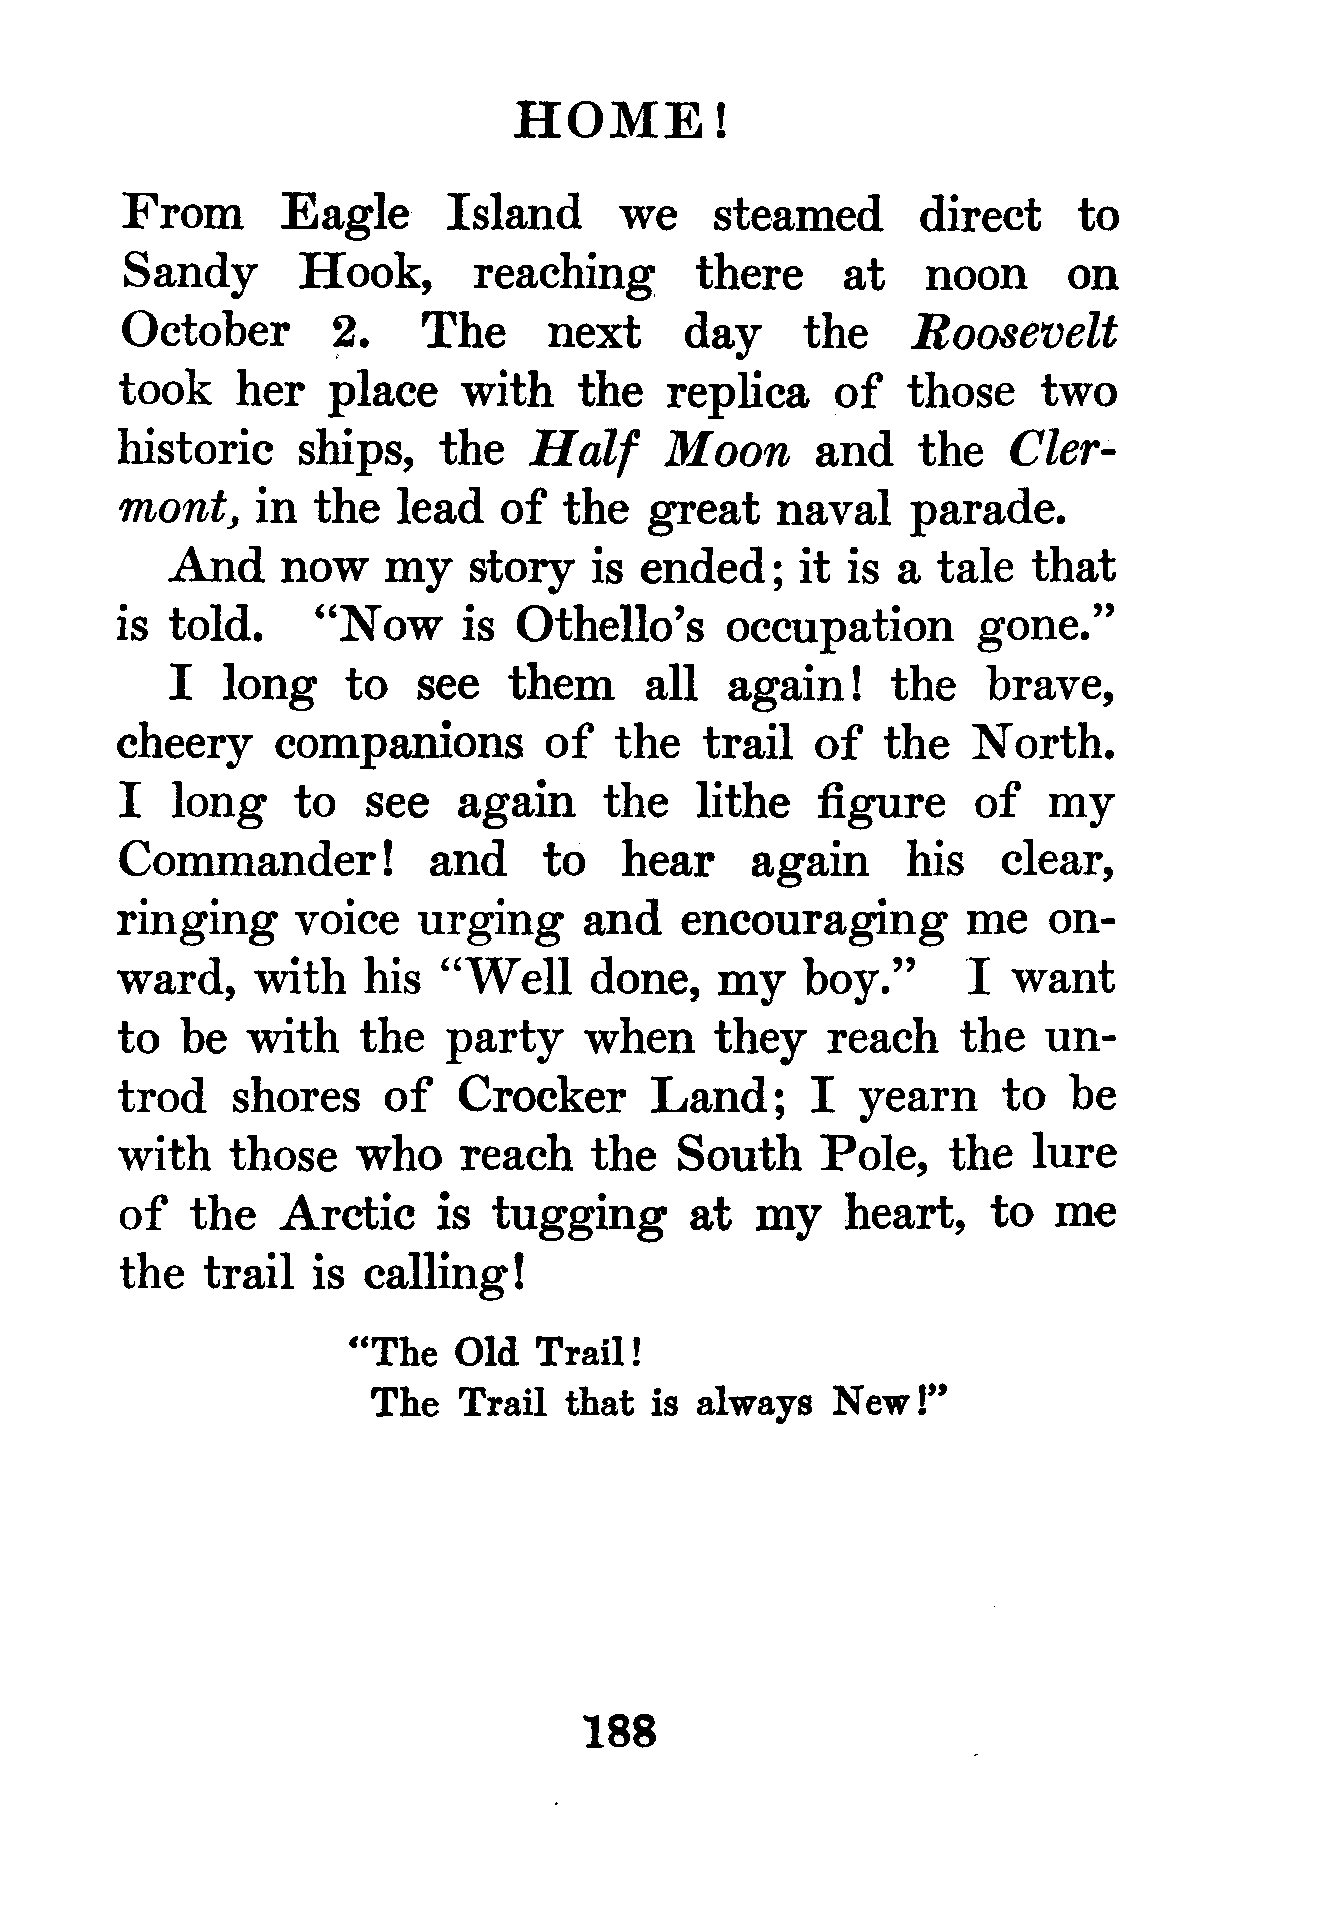 HOME!
From Eagle Island we steamed direct to
Sandy Hook, reaching there at noon on
October 2. The next day the Roosevelt
took her place with the replica of those two
historic ships, the Half Moon and the Cler-
mont, in the lead of the great naval parade.
And now my story is ended; it is a tale that
is told. “Now is Othello’s occupation gone.”
I long to see them all again! the brave,
cheery companions of the trail of the North.
I long to see again the lithe figure of my
Commander! and to hear again his clear,
ringing voice urging and encouraging me on-
ward, with his “Well done, my boy.” I want
to be with the party when they reach the un-
trod shores of Crocker Land; I yearn to be
with those who reach the South Pole, the lure
of the Arctic is tugging at my heart, to me
the trail is calling!
“The Old Trail!
The Trail that is always New!”
188